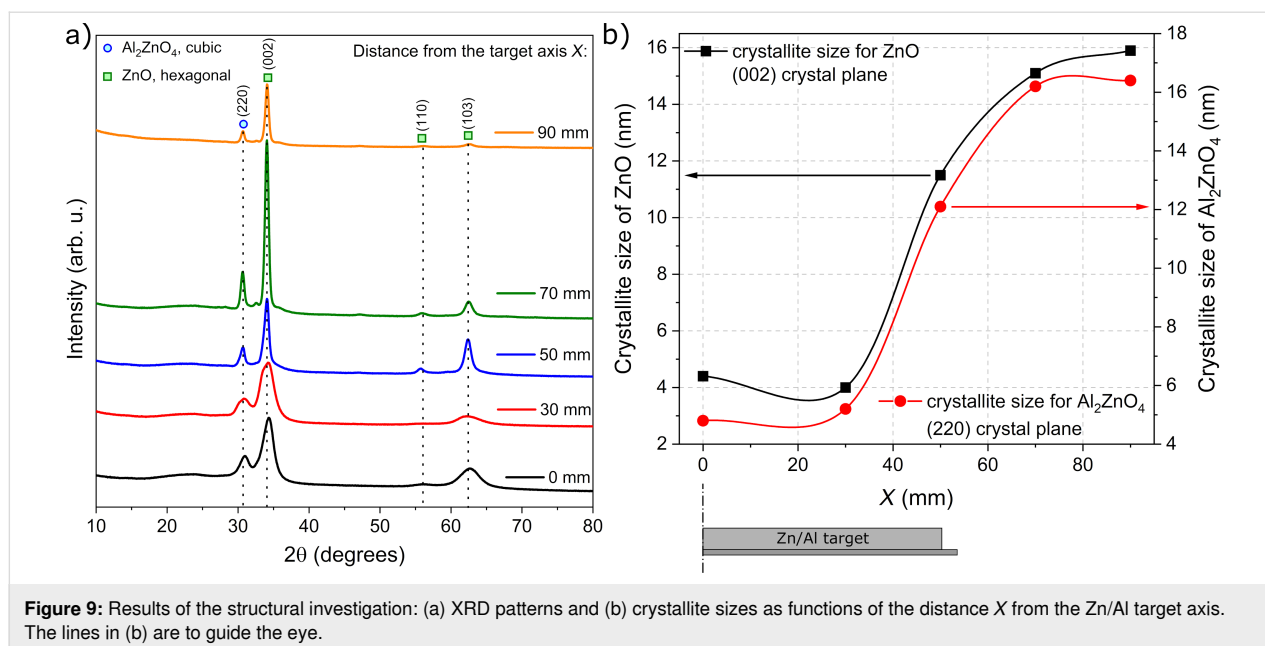 a)
Al₂ZnO₄, cubic
ZnO, hexagonal
Distance from the target axis X:
(220)
(002)
(110)
(103)
90 mm
70 mm
50 mm
30 mm
0 mm
Intensity (arb. u.)
10 20 30 40 50 60 70 80
2θ (degrees)
b)
crystallite size for ZnO
(002) crystal plane
crystallite size for Al₂ZnO₄
(220) crystal plane
Crystallite size of ZnO (nm)
16
14
12
10
8
6
4
2
Crystallite size of Al₂ZnO₄ (nm)
18
16
14
12
10
8
6
4
0 20 40 60 80
X (mm)
Zn/Al target
Figure 9: Results of the structural investigation: (a) XRD patterns and (b) crystallite sizes as functions of the distance X from the Zn/Al target axis.
The lines in (b) are to guide the eye.